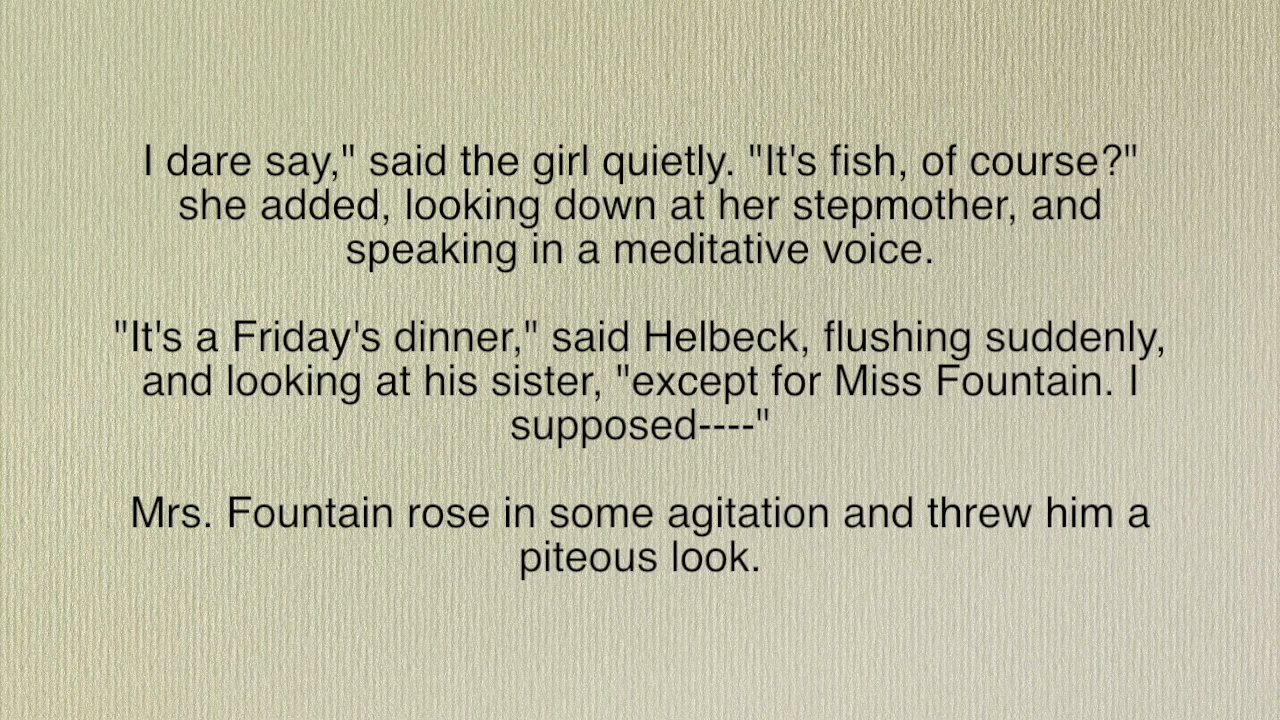 I dare say," said the girl quietly. "It's fish, of course?"
she added, looking down at her stepmother, and
speaking in a meditative voice.
"It's a Friday's dinner," said Helbeck, flushing suddenly,
and looking at his sister, "except for Miss Fountain. I
supposed----"
Mrs. Fountain rose in some agitation and threw him a
piteous look.